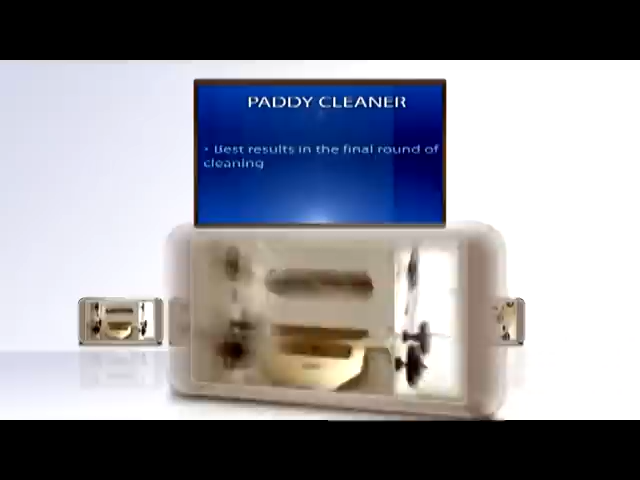 PADDY CLEANER
• Best results in the final round of
cleaning